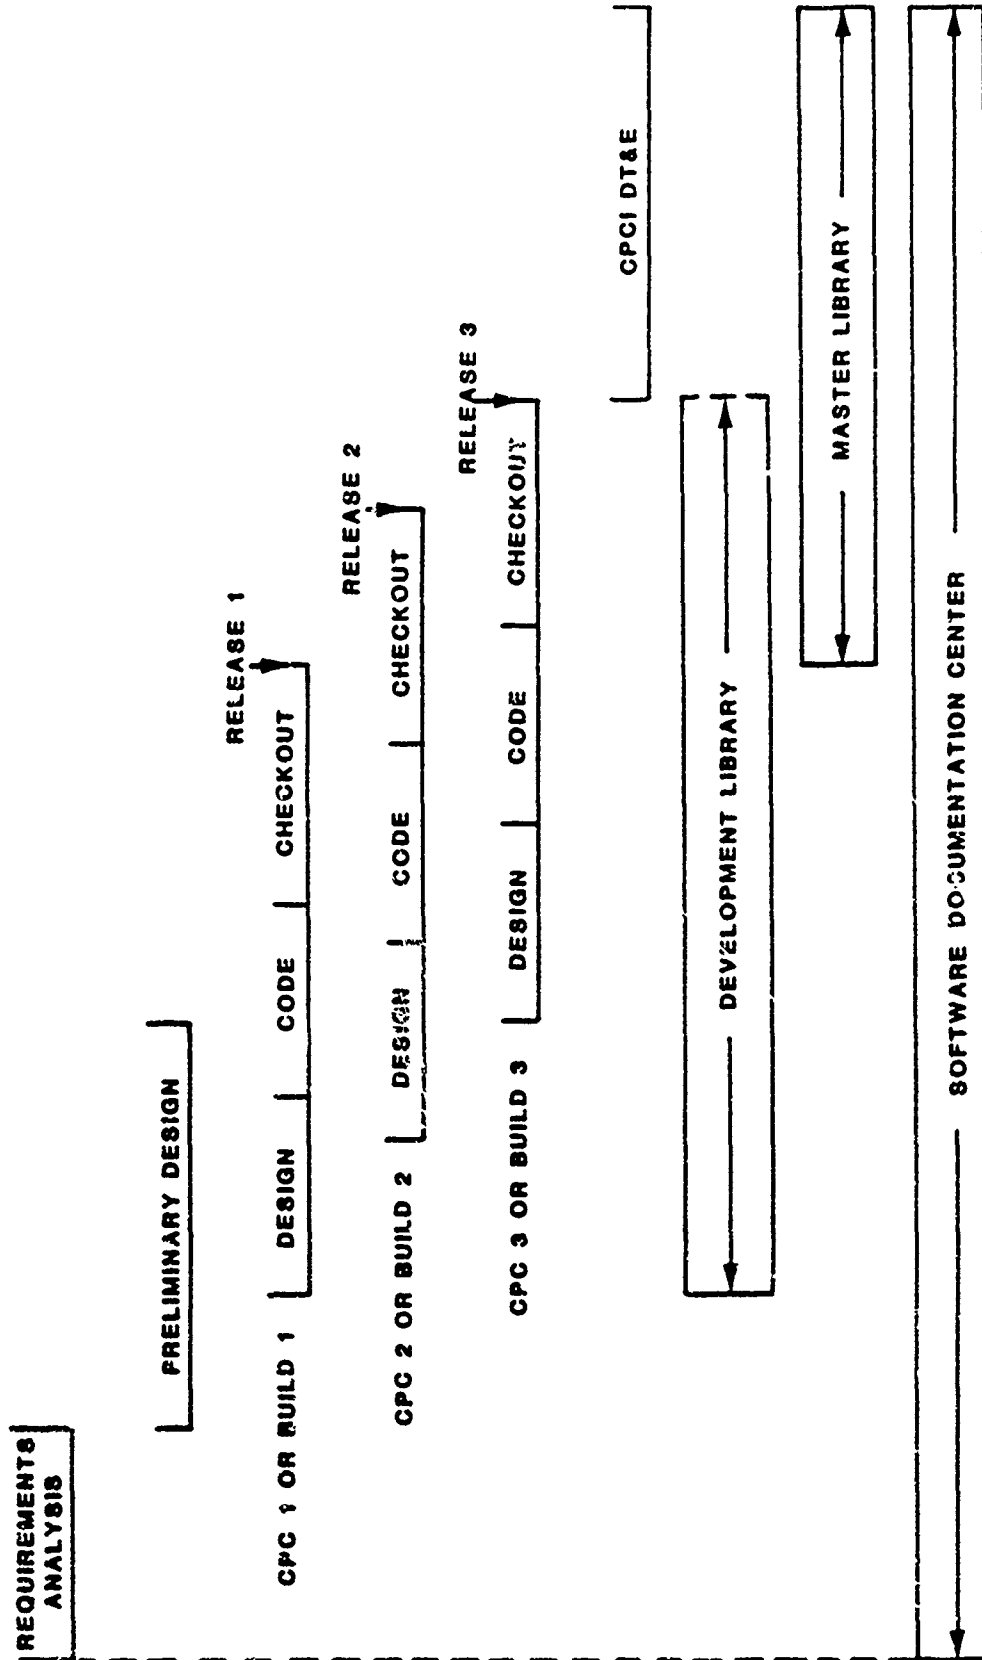 REQUIREMENTS
ANALYSIS
PRELIMINARY DESIGN
RELEASE 1
DESIGN CODE CHECKOUT
CPC 1 OR BUILD 1
RELEASE 2
DESIGN CODE CHECKOUT
CPC 2 OR BUILD 2
RELEASE 3
DESIGN CODE CHECKOUT
CPC 3 OR BUILD 3
CPCI DT&E
DEVELOPMENT LIBRARY
MASTER LIBRARY
SOFTWARE DOCUMENTATION CENTER